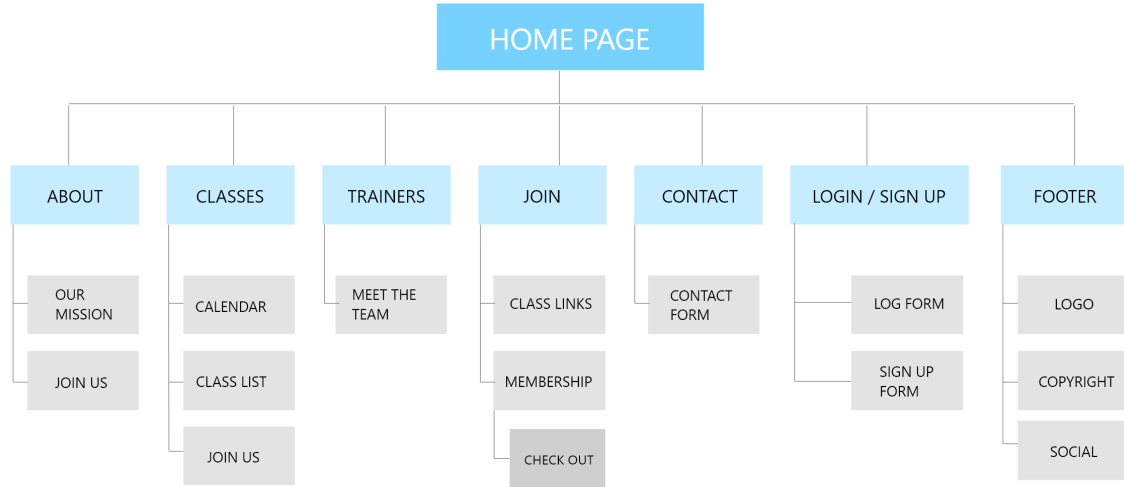 HOME PAGE
ABOUT
CLASSES
TRAINERS
JOIN
CONTACT
LOGIN / SIGN UP
FOOTER
OUR
MISSION
JOIN US
CALENDAR
CLASS LIST
JOIN US
MEET THE
TEAM
CLASS LINKS
MEMBERSHIP
CHECK OUT
CONTACT
FORM
LOG FORM
SIGN UP
FORM
LOGO
COPYRIGHT
SOCIAL